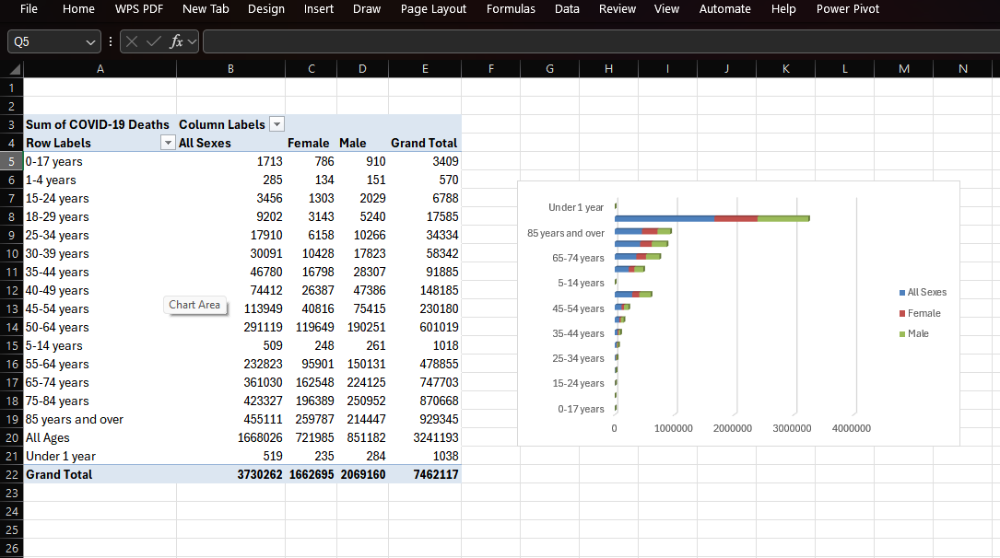 File Home WPS PDF New Tab Design Insert Draw Page Layout Formulas Data Review View Automate Help Power Pivot
Q5 fx
A B C D E F G H I J K L M N
1
2
3 Sum of COVID-19 Deaths Column Labels
4 Row Labels All Sexes Female Male Grand Total
5 0-17 years 1713 786 910 3409
6 1-4 years 285 134 151 570
7 15-24 years 3456 1303 2029 6788
8 18-29 years 9202 3143 5240 17585
9 25-34 years 17910 6158 10266 34334
10 30-39 years 30091 10428 17823 58342
11 35-44 years 46780 16798 28307 91885
12 40-49 years 74412 26387 47386 148185
13 45-54 years 113949 40816 75415 230180
14 50-64 years 291119 119649 190251 601019
15 5-14 years 509 248 261 1018
16 55-64 years 232823 95901 150131 478855
17 65-74 years 361030 162548 224125 747703
18 75-84 years 423327 196389 250952 870668
19 85 years and over 455111 259787 214447 929345
20 All Ages 1668026 721985 851182 3241193
21 Under 1 year 519 235 284 1038
22 Grand Total 3730262 1662695 2069160 7462117
23
24
25
26
Chart Area
Under 1 year
85 years and over
65-74 years
5-14 years
45-54 years
35-44 years
25-34 years
15-24 years
0-17 years
0 1000000 2000000 3000000 4000000
All Sexes
Female
Male